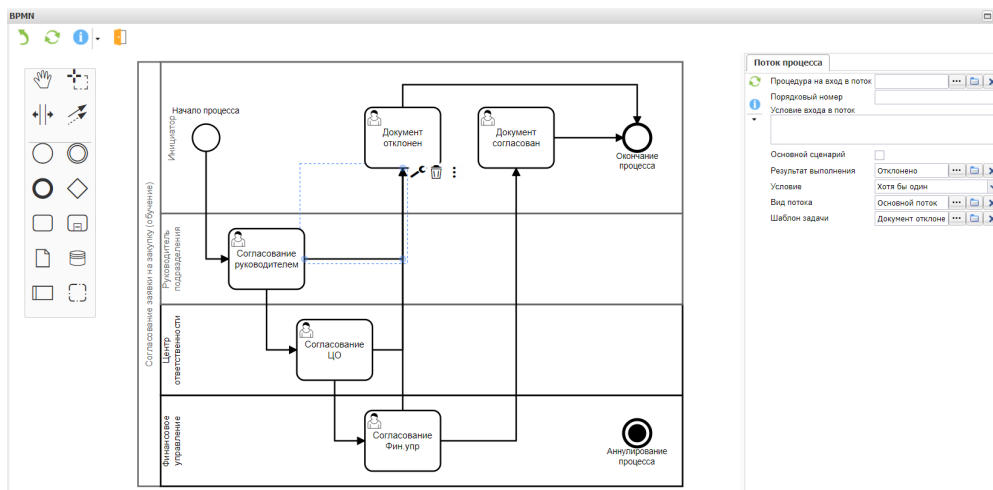 BPMN
Согласование заявки на закупку (обучение)
Инициатор
Начало процесса
Документ
отклонен
Документ
согласован
Окончание
процесса
Руководитель
подразделения
Согласование
руководителем
Центр
ответственности
Согласование
ЦО
Финансовое
управление
Согласование
Фин.упр
Аннулирование
процесса
Поток процесса
Процедура на вход в поток
Порядковый номер
Условие входа в поток
Основной сценарий
Результат выполнения Отклонено
Условие Хотя бы один
Вид потока Основной поток
Шаблон задачи Документ отклоне